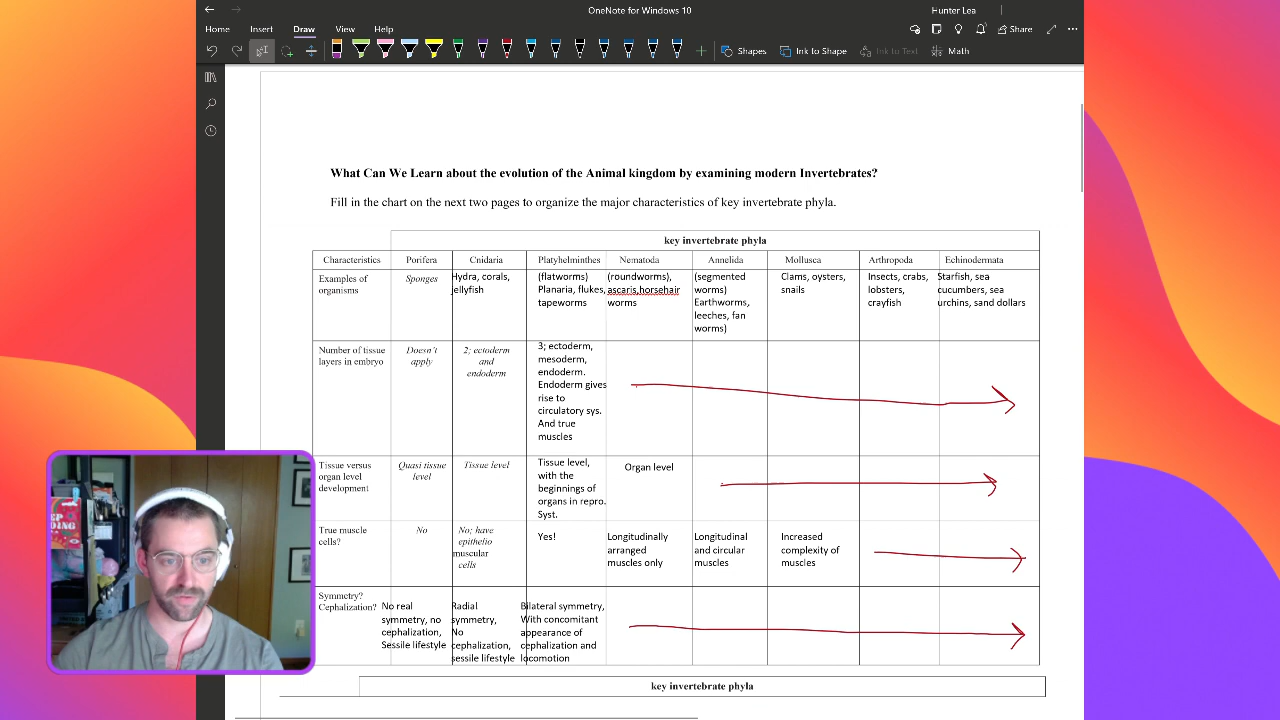 OneNote for Windows 10
Hunter Lea
Home Insert Draw View Help
Share
Shapes Ink to Shape Ink to Text Math
What Can We Learn about the evolution of the Animal kingdom by examining modern Invertebrates?
Fill in the chart on the next two pages to organize the major characteristics of key invertebrate phyla.
key invertebrate phyla
Characteristics Porifera Cnidaria Platyhelminthes Nematoda Annelida Mollusca Arthropoda Echinodermata
Examples of
organisms
Sponges
Hydra, corals,
jellyfish
(flatworms)
Planaria, flukes,
tapeworms
(roundworms),
ascaris,horsehair
worms
(segmented
worms)
Earthworms,
leeches, fan
worms)
Clams, oysters,
snails
Insects, crabs,
lobsters,
crayfish
Starfish, sea
cucumbers, sea
urchins, sand dollars
Number of tissue
layers in embryo
Doesn't
apply
2; ectoderm
and
endoderm
3; ectoderm,
mesoderm,
endoderm.
Endoderm gives
rise to
circulatory sys.
And true
muscles
Tissue versus
organ level
development
Quasi tissue
level
Tissue level
Tissue level,
with the
beginnings of
organs in repro.
Syst.
Organ level
True muscle
cells?
No
No; have
epithelio
muscular
cells
Yes!
Longitudinally
arranged
muscles only
Longitudinal
and circular
muscles
Increased
complexity of
muscles
Symmetry?
Cephalization?
No real
symmetry, no
cephalization,
Sessile lifestyle
Radial
symmetry,
No
cephalization,
sessile lifestyle
Bilateral symmetry,
With concomitant
appearance of
cephalization and
locomotion
key invertebrate phyla